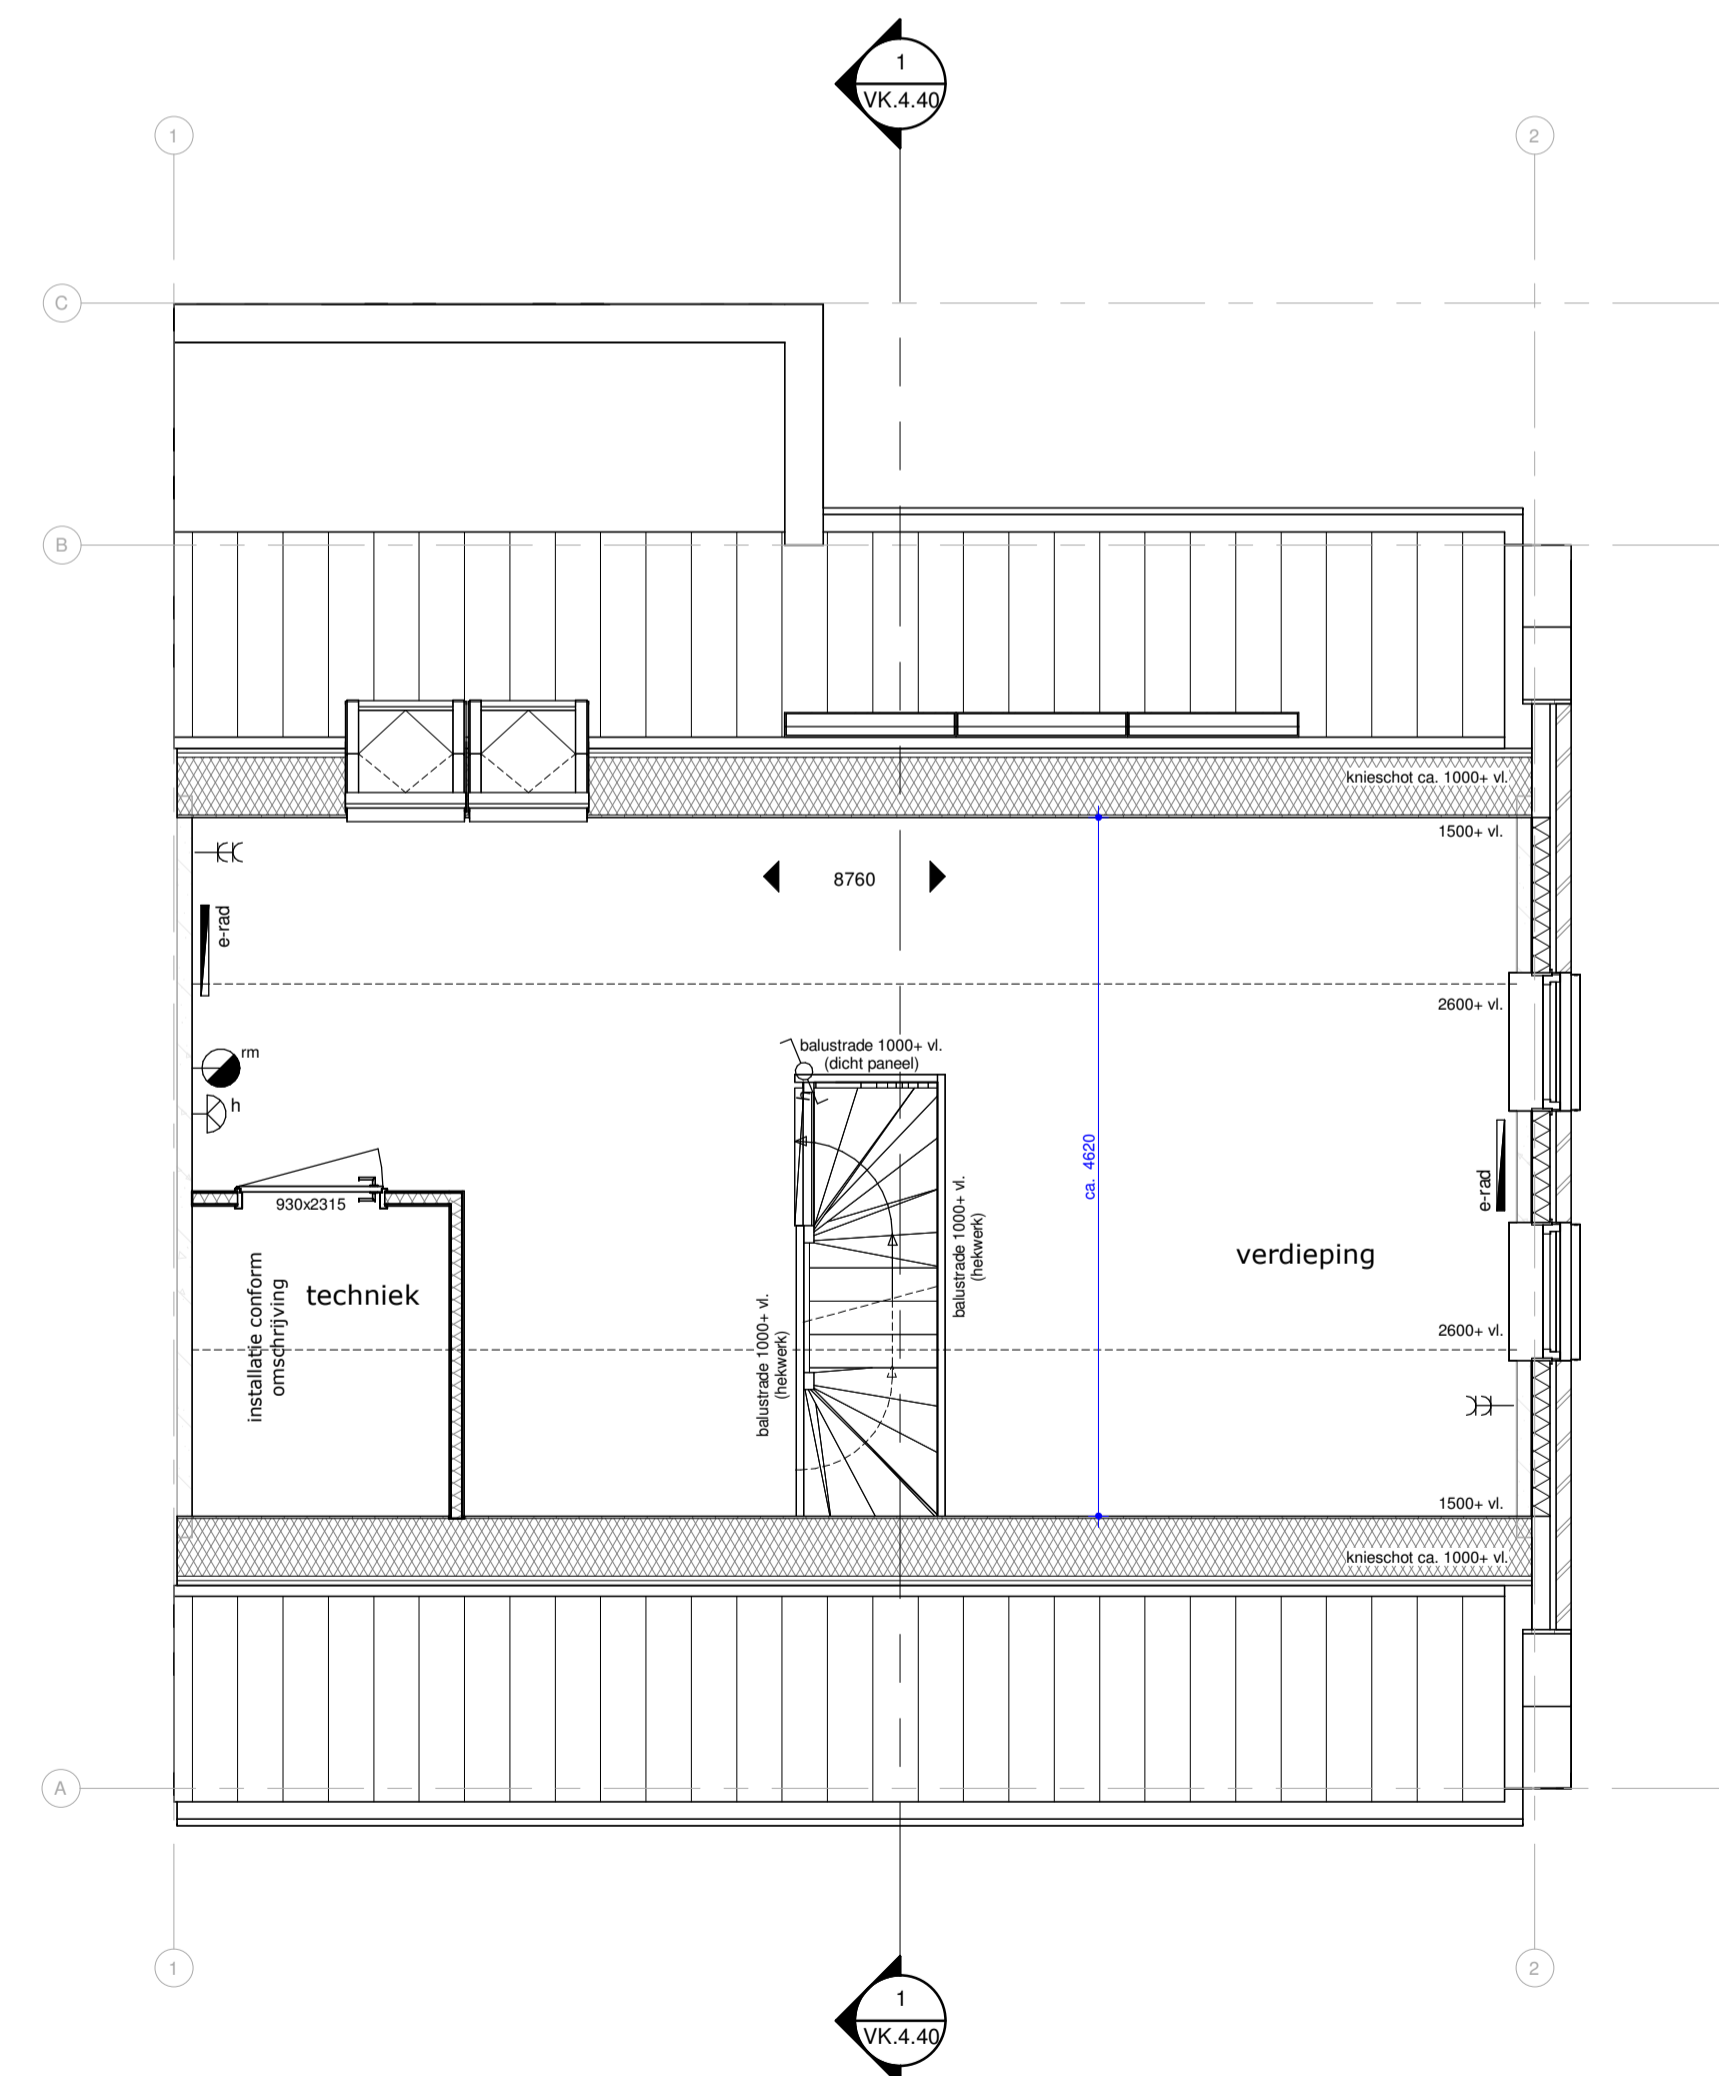 1
VK.4.40
1
2
C
B
knieschot ca. 1000+ vl.
1500+ vl.
8760
e-rad
2600+ vl.
balustrade 1000+ vl.
(dicht paneel)
rm
h
930x2315
ca. 4620
e-rad
balustrade 1000+ vl.
(hekwerk)
verdieping
installatie conform
omschrijving
techniek
balustrade 1000+ vl.
(hekwerk)
2600+ vl.
1500+ vl.
knieschot ca. 1000+ vl.
A
1
2
1
VK.4.40